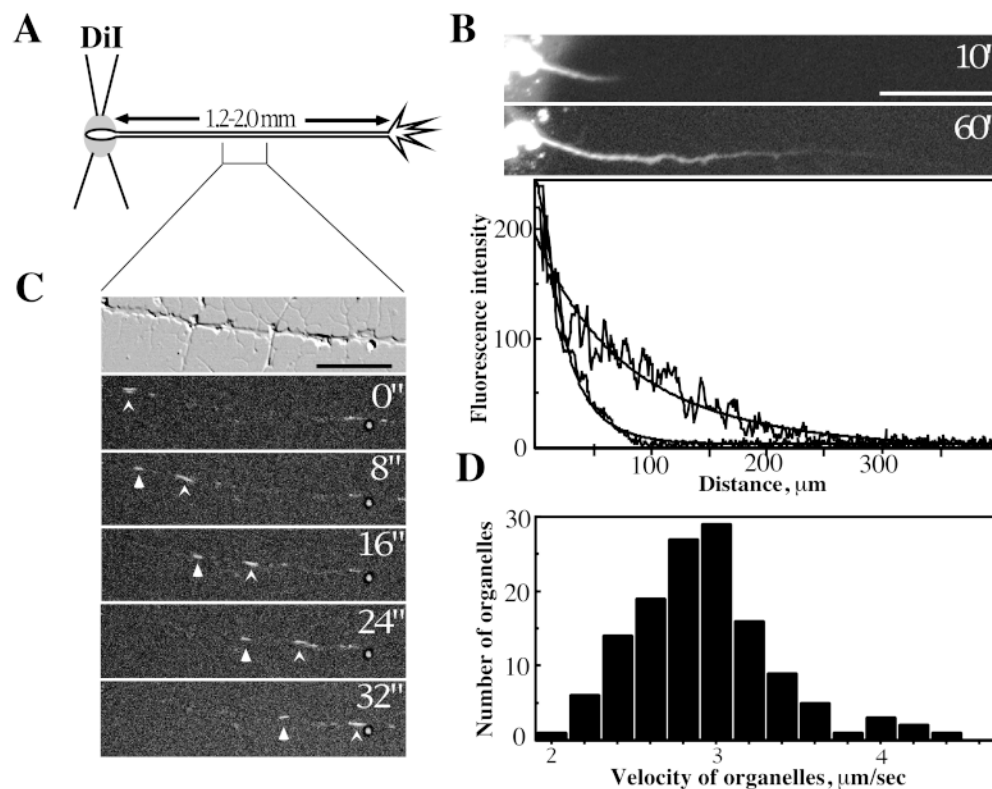 A
DiI
1.2-2.0 mm
B
10'
60'
200
100
0
Fluorescence intensity
100
200
300
Distance, μm
C
0"
8"
16"
24"
32"
D
30
20
10
0
Number of organelles
2
3
4
Velocity of organelles, μm/sec